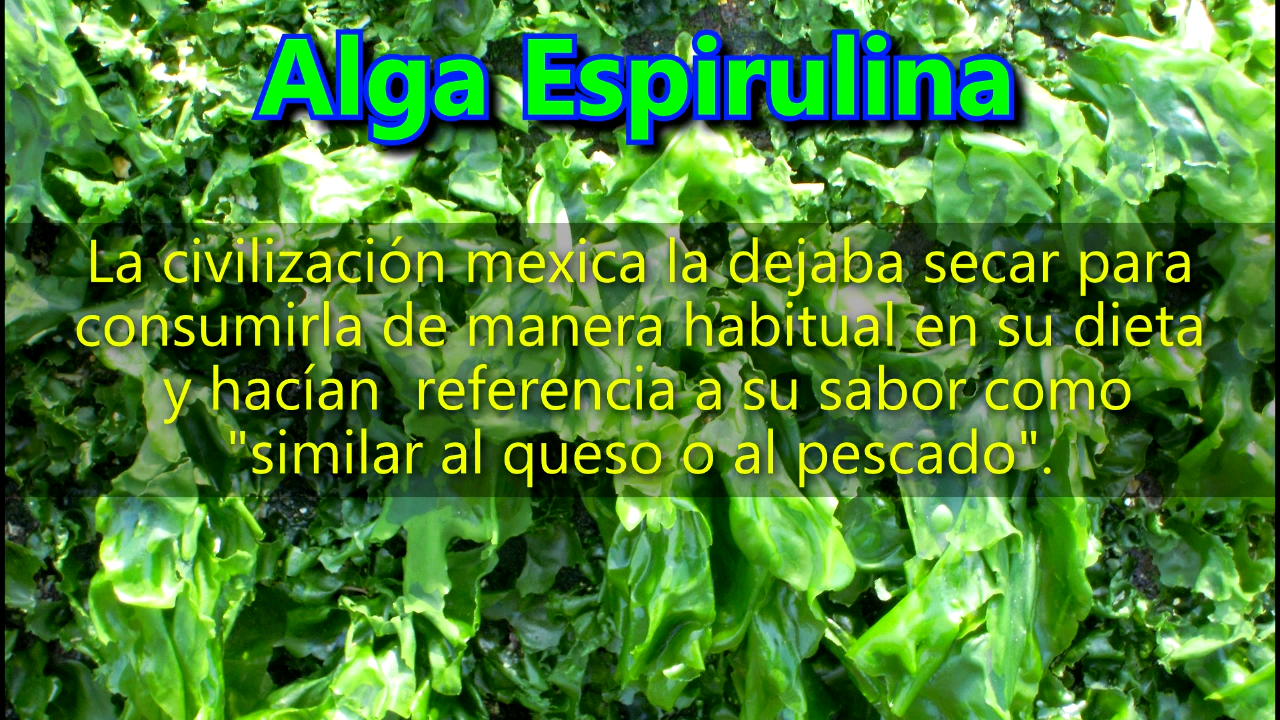 Alga Espirulina
La civilización mexica la dejaba secar para
consumirla de manera habitual en su dieta
y hacían  referencia a su sabor como
"similar al queso o al pescado".